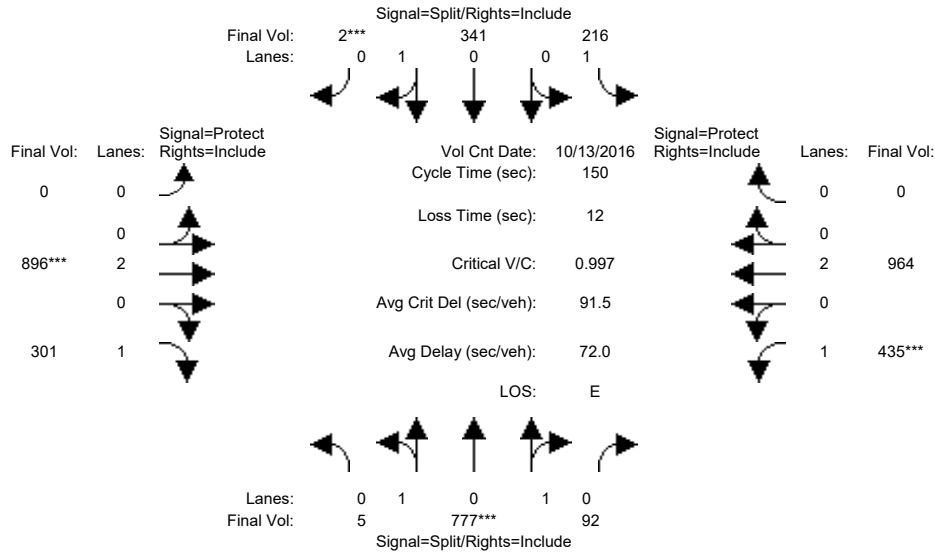 Signal=Split/Rights=Include
Final Vol: 2*** 341 216
Lanes: 0 1 0 0 1
Signal=Protect
Final Vol: Lanes: Rights=Include
Vol Cnt Date: 10/13/2016
Signal=Protect
Rights=Include Lanes: Final Vol:
Cycle Time (sec): 150
0 0 0 0
Loss Time (sec): 12
0 0
896*** 2 Critical V/C: 0.997 2 964
0 Avg Crit Del (sec/veh): 91.5 0
301 1 Avg Delay (sec/veh): 72.0 1 435***
LOS: E
Lanes: 0 1 0 1 0
Final Vol: 5 777*** 92
Signal=Split/Rights=Include